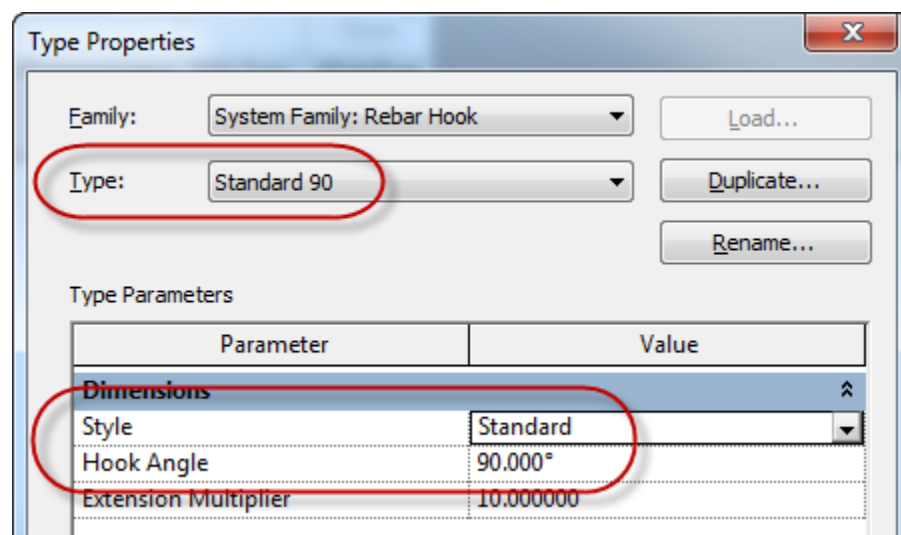 Type Properties
Family: System Family: Rebar Hook Load...
Type: Standard 90 Duplicate...
Rename...
Type Parameters
Parameter Value
Dimensions
Style Standard
Hook Angle 90.000°
Extension Multiplier 10.000000